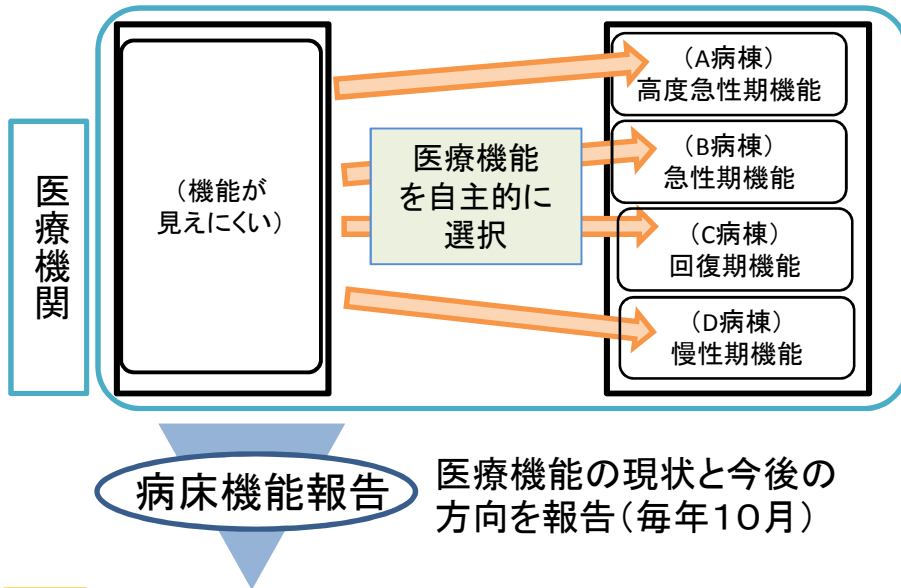 医療機関
(機能が
見えにくい)
医療機能
を自主的に
選択
(A病棟)
高度急性期機能
(B病棟)
急性期機能
(C病棟)
回復期機能
(D病棟)
慢性期機能
病床機能報告
医療機能の現状と今後の
方向を報告(毎年10月)